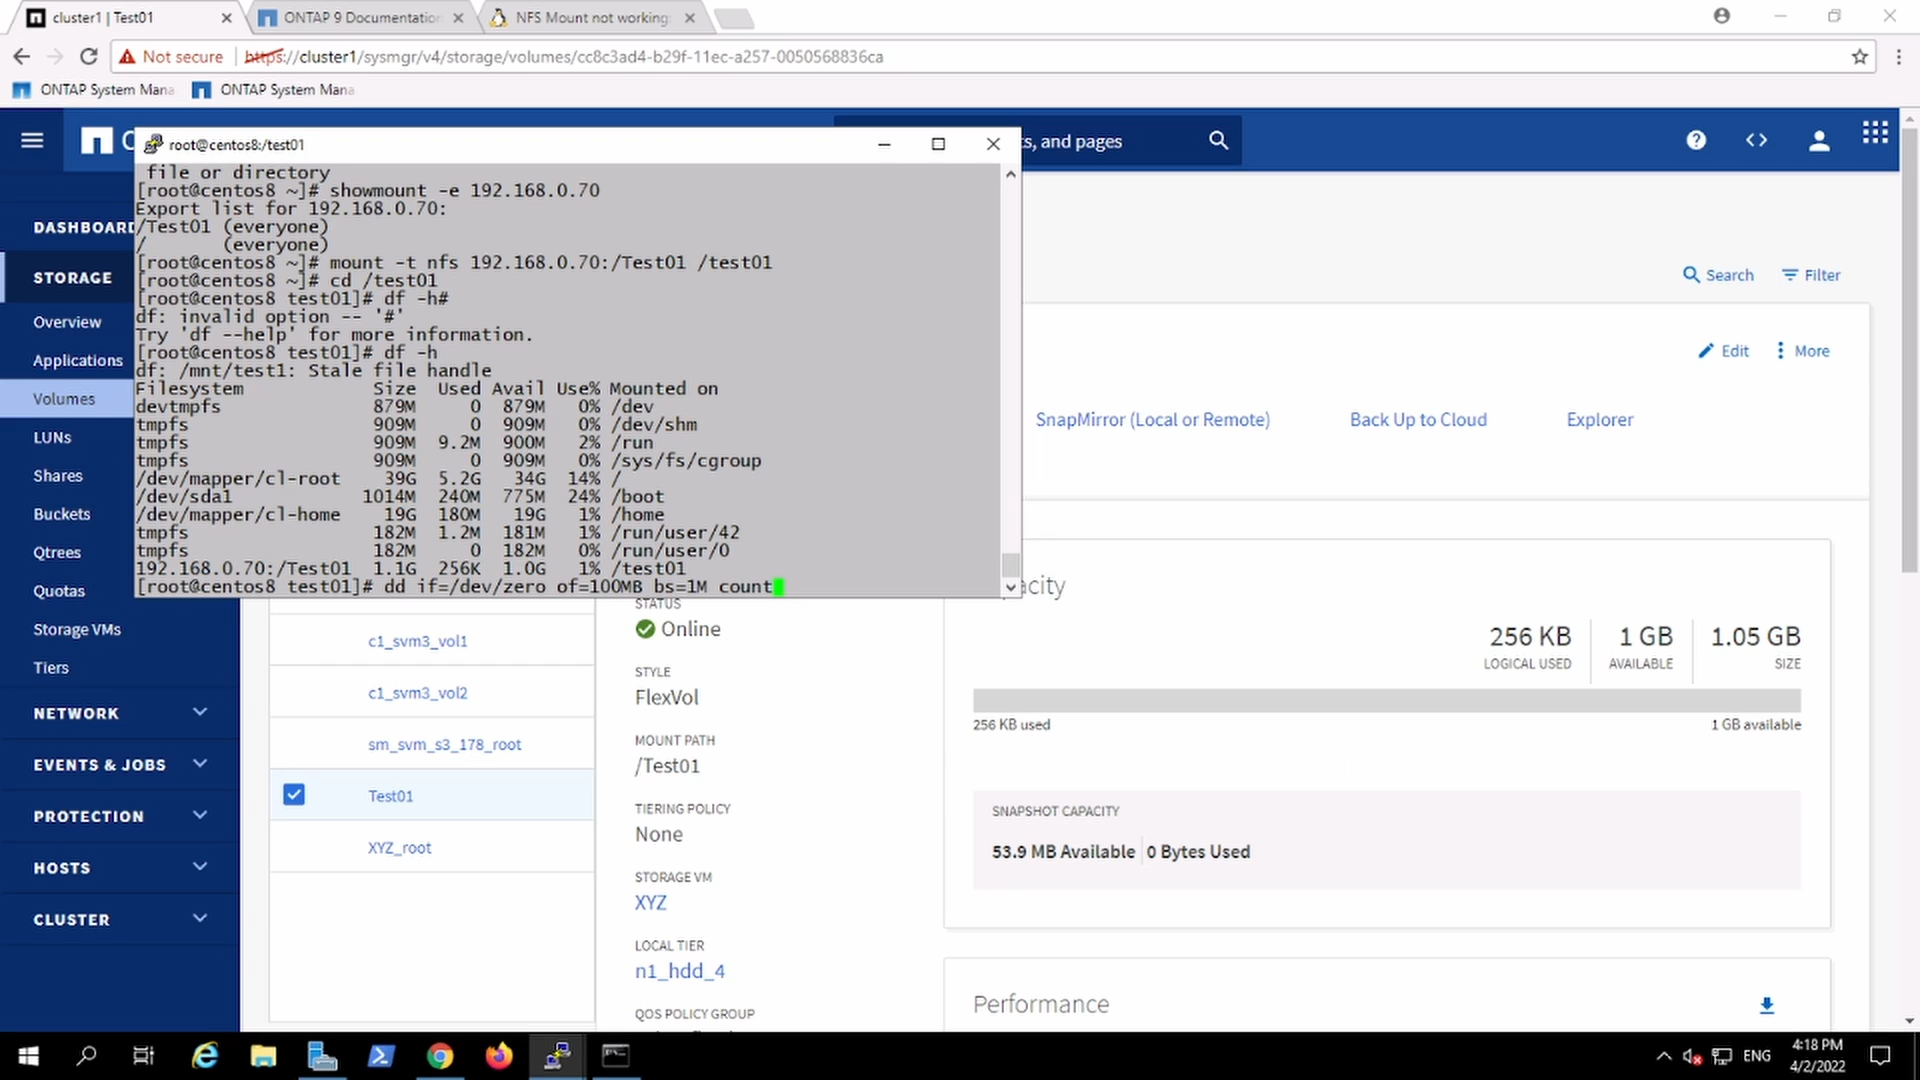 cluster1 | Test01
ONTAP 9 Documentation
NFS Mount not working:
Not secure
https://cluster1/sysmgr/v4/storage/volumes/cc8c3ad4-b29f-11ec-a257-0050568836ca
ONTAP System Mana
ONTAP System Mana
ts, and pages
root@centos8:/test01
file or directory
[root@centos8 ~]# showmount -e 192.168.0.70
Export list for 192.168.0.70:
/Test01 (everyone)
/       (everyone)
[root@centos8 ~]# mount -t nfs 192.168.0.70:/Test01 /test01
[root@centos8 ~]# cd /test01
[root@centos8 test01]# df -h#
df: invalid option -- '#'
Try 'df --help' for more information.
[root@centos8 test01]# df -h
df: /mnt/test1: Stale file handle
Filesystem           Size  Used Avail Use% Mounted on
devtmpfs             879M     0  879M   0% /dev
tmpfs                909M     0  909M   0% /dev/shm
tmpfs                909M  9.2M  900M   2% /run
tmpfs                909M     0  909M   0% /sys/fs/cgroup
/dev/mapper/cl-root   39G  5.2G   34G  14% /
/dev/sda1           1014M  240M  775M  24% /boot
/dev/mapper/cl-home   19G  180M   19G   1% /home
tmpfs                182M  1.2M  181M   1% /run/user/42
tmpfs                182M     0  182M   0% /run/user/0
192.168.0.70:/Test01 1.1G  256K  1.0G   1% /test01
[root@centos8 test01]# dd if=/dev/zero of=100MB bs=1M count
DASHBOARD
STORAGE
Overview
Applications
Volumes
LUNs
Shares
Buckets
Qtrees
Quotas
Storage VMs
Tiers
NETWORK
EVENTS & JOBS
PROTECTION
HOSTS
CLUSTER
Search
Filter
Edit
More
SnapMirror (Local or Remote)
Back Up to Cloud
Explorer
c1_svm3_vol1
c1_svm3_vol2
sm_svm_s3_178_root
Test01
XYZ_root
STATUS
Online
STYLE
FlexVol
MOUNT PATH
/Test01
TIERING POLICY
None
STORAGE VM
XYZ
LOCAL TIER
n1_hdd_4
QOS POLICY GROUP
acity
256 KB
LOGICAL USED
1 GB
AVAILABLE
1.05 GB
SIZE
256 KB used
1 GB available
SNAPSHOT CAPACITY
53.9 MB Available
0 Bytes Used
Performance
ENG
4:18 PM
4/2/2022